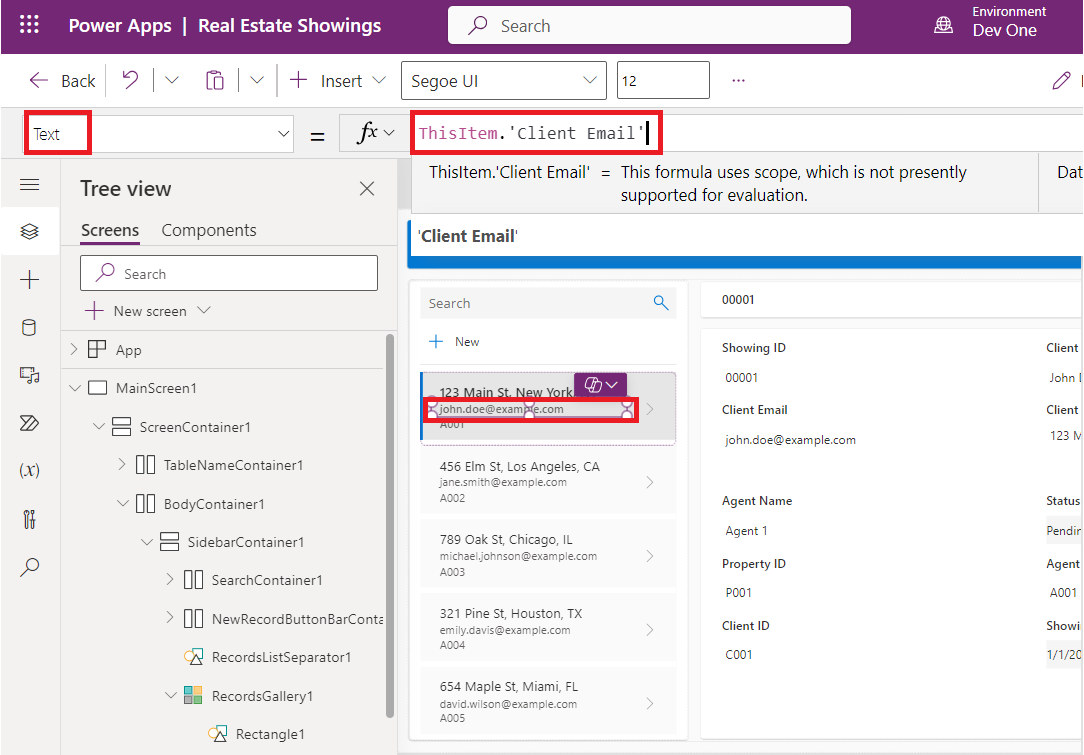 Power Apps | Real Estate Showings
Search
Environment
Dev One
Back
Insert
Segoe UI
12
...
Text
=
fx
ThisItem.'Client Email'
ThisItem.'Client Email' = This formula uses scope, which is not presently
supported for evaluation.
Dat
Tree view
Screens
Components
Search
New screen
App
MainScreen1
ScreenContainer1
TableNameContainer1
BodyContainer1
SidebarContainer1
SearchContainer1
NewRecordButtonBarConta
RecordsListSeparator1
RecordsGallery1
Rectangle1
(x)
'Client Email'
Search
New
123 Main St, New York
john.doe@example.com
A001
456 Elm St, Los Angeles, CA
jane.smith@example.com
A002
789 Oak St, Chicago, IL
michael.johnson@example.com
A003
321 Pine St, Houston, TX
emily.davis@example.com
A004
654 Maple St, Miami, FL
david.wilson@example.com
A005
00001
Showing ID
Client
00001
John D
Client Email
Client
john.doe@example.com
123 M
Agent Name
Status
Agent 1
Pendin
Property ID
Agent
P001
A001
Client ID
Showi
C001
1/1/20